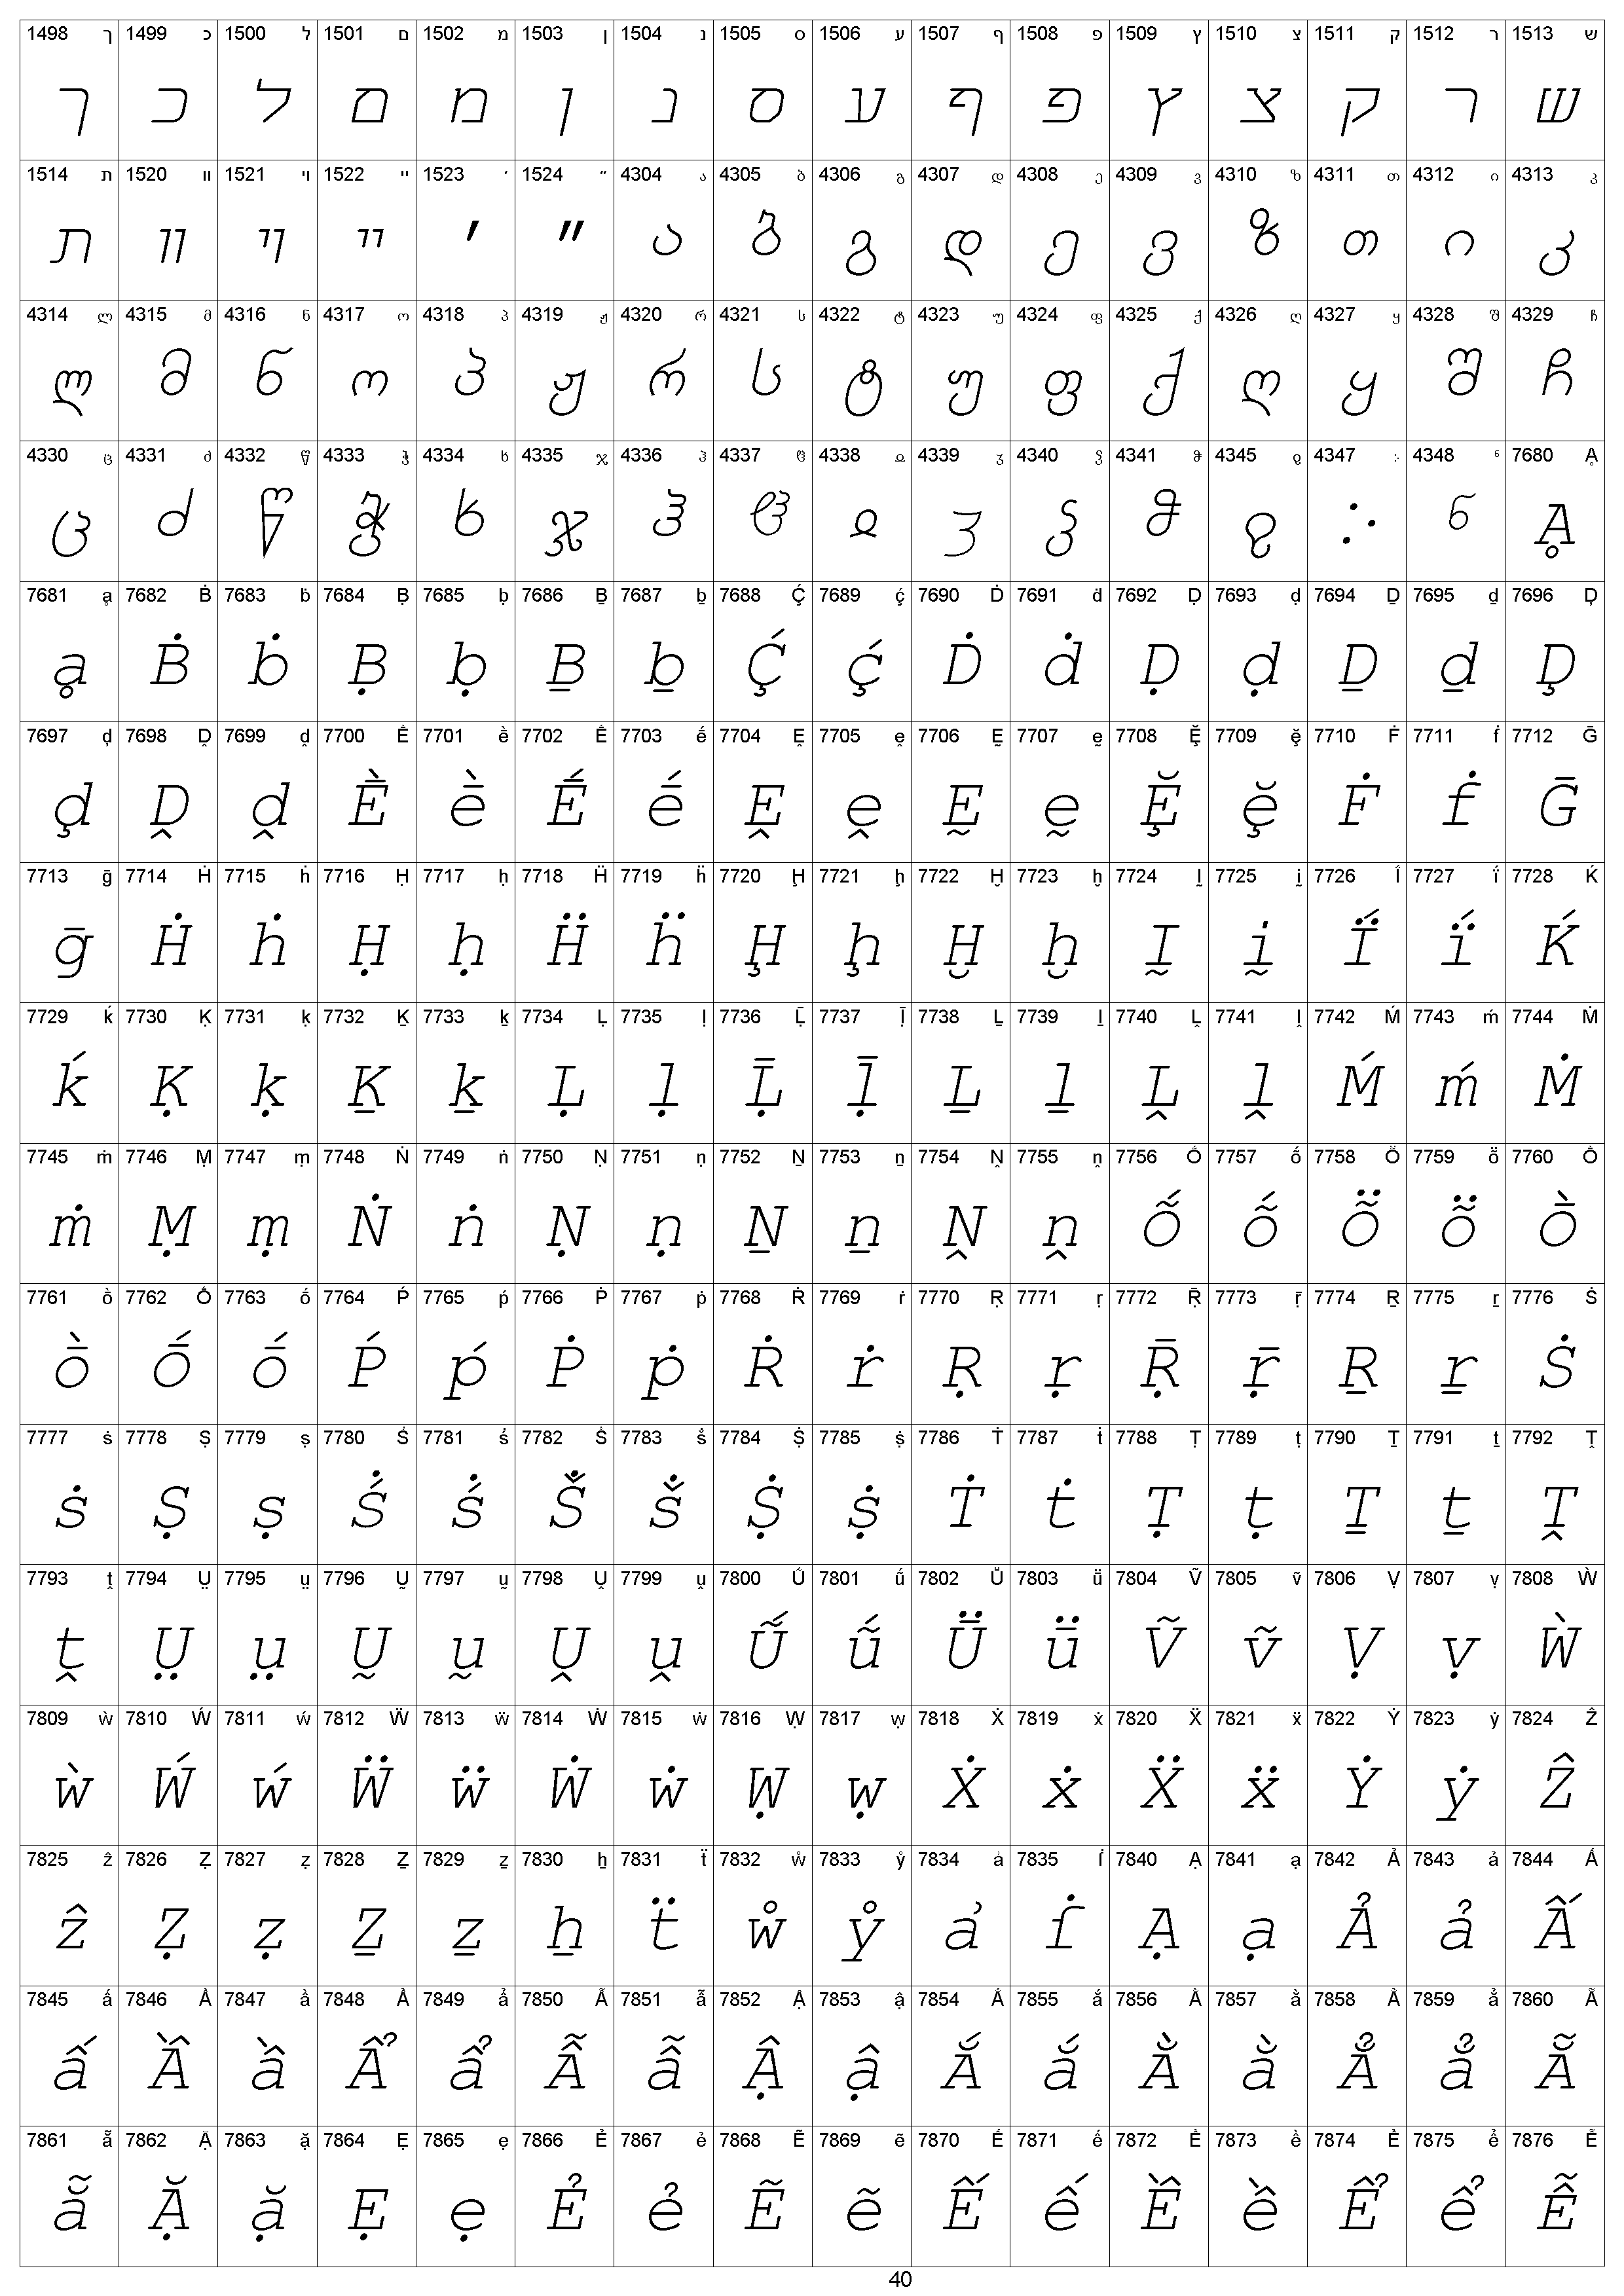 1498 ך 1499 כ 1500 ל 1501 ם 1502 מ 1503 ן 1504 נ 1505 ס 1506 ע 1507 ף 1508 פ 1509 ץ 1510 צ 1511 ק 1512 ר 1513 ש
ך כ ל ם מ ן נ ס ע ף פ ץ צ ק ר ש
1514 ת 1520 װ 1521 ױ 1522 ײ 1523 ׳ 1524 ״ 4304 ა 4305 ბ 4306 გ 4307 დ 4308 ე 4309 ვ 4310 ზ 4311 თ 4312 ი 4313 კ
ת װ ױ ײ ׳ ״ ა ბ გ დ ე ვ ზ თ ი კ
4314 ლ 4315 მ 4316 ნ 4317 ო 4318 პ 4319 ჟ 4320 რ 4321 ს 4322 ტ 4323 უ 4324 ფ 4325 ქ 4326 ღ 4327 ყ 4328 შ 4329 ჩ
ლ მ ნ ო პ ჟ რ ს ტ უ ფ ქ ღ ყ შ ჩ
4330 ც 4331 ძ 4332 წ 4333 ჭ 4334 ხ 4335 ჯ 4336 ჰ 4337 ჱ 4338 ჲ 4339 ჳ 4340 ჴ 4341 ჵ 4345 ჹ 4347 ჻ 4348 ჼ 7680 Ḁ
ც ძ წ ჭ ხ ჯ ჰ ჱ ჲ ჳ ჴ ჵ ჹ ჻ ჼ Ḁ
7681 ḁ 7682 Ḃ 7683 ḃ 7684 Ḅ 7685 ḅ 7686 Ḇ 7687 ḇ 7688 Ḉ 7689 ḉ 7690 Ḋ 7691 ḋ 7692 Ḍ 7693 ḍ 7694 Ḏ 7695 ḏ 7696 Ḑ
ḁ Ḃ ḃ Ḅ ḅ Ḇ ḇ Ḉ ḉ Ḋ ḋ Ḍ ḍ Ḏ ḏ Ḑ
7697 ḑ 7698 Ḓ 7699 ḓ 7700 Ḕ 7701 ḕ 7702 Ḗ 7703 ḗ 7704 Ḙ 7705 ḙ 7706 Ḛ 7707 ḛ 7708 Ḝ 7709 ḝ 7710 Ḟ 7711 ḟ 7712 Ḡ
ḑ Ḓ ḓ Ḕ ḕ Ḗ ḗ Ḙ ḙ Ḛ ḛ Ḝ ḝ Ḟ ḟ Ḡ
7713 ḡ 7714 Ḣ 7715 ḣ 7716 Ḥ 7717 ḥ 7718 Ḧ 7719 ḧ 7720 Ḩ 7721 ḩ 7722 Ḫ 7723 ḫ 7724 Ḭ 7725 ḭ 7726 Ḯ 7727 ḯ 7728 Ḱ
ḡ Ḣ ḣ Ḥ ḥ Ḧ ḧ Ḩ ḩ Ḫ ḫ Ḭ ḭ Ḯ ḯ Ḱ
7729 ḱ 7730 Ḳ 7731 ḳ 7732 Ḵ 7733 ḵ 7734 Ḷ 7735 ḷ 7736 Ḹ 7737 ḹ 7738 Ḻ 7739 ḻ 7740 Ḽ 7741 ḽ 7742 Ḿ 7743 ḿ 7744 Ṁ
ḱ Ḳ ḳ Ḵ ḵ Ḷ ḷ Ḹ ḹ Ḻ ḻ Ḽ ḽ Ḿ ḿ Ṁ
7745 ṁ 7746 Ṃ 7747 ṃ 7748 Ṅ 7749 ṅ 7750 Ṇ 7751 ṇ 7752 Ṉ 7753 ṉ 7754 Ṋ 7755 ṋ 7756 Ṍ 7757 ṍ 7758 Ṏ 7759 ṏ 7760 Ṑ
ṁ Ṃ ṃ Ṅ ṅ Ṇ ṇ Ṉ ṉ Ṋ ṋ Ṍ ṍ Ṏ ṏ Ṑ
7761 ṑ 7762 Ṓ 7763 ṓ 7764 Ṕ 7765 ṕ 7766 Ṗ 7767 ṗ 7768 Ṙ 7769 ṙ 7770 Ṛ 7771 ṛ 7772 Ṝ 7773 ṝ 7774 Ṟ 7775 ṟ 7776 Ṡ
ṑ Ṓ ṓ Ṕ ṕ Ṗ ṗ Ṙ ṙ Ṛ ṛ Ṝ ṝ Ṟ ṟ Ṡ
7777 ṡ 7778 Ṣ 7779 ṣ 7780 Ṥ 7781 ṥ 7782 Ṧ 7783 ṧ 7784 Ṩ 7785 ṩ 7786 Ṫ 7787 ṫ 7788 Ṭ 7789 ṭ 7790 Ṯ 7791 ṯ 7792 Ṱ
ṡ Ṣ ṣ Ṥ ṥ Ṧ ṧ Ṩ ṩ Ṫ ṫ Ṭ ṭ Ṯ ṯ Ṱ
7793 ṱ 7794 Ṳ 7795 ṳ 7796 Ṵ 7797 ṵ 7798 Ṷ 7799 ṷ 7800 Ṹ 7801 ṹ 7802 Ṻ 7803 ṻ 7804 Ṽ 7805 ṽ 7806 Ṿ 7807 ṿ 7808 Ẁ
ṱ Ṳ ṳ Ṵ ṵ Ṷ ṷ Ṹ ṹ Ṻ ṻ Ṽ ṽ Ṿ ṿ Ẁ
7809 ẁ 7810 Ẃ 7811 ẃ 7812 Ẅ 7813 ẅ 7814 Ẇ 7815 ẇ 7816 Ẉ 7817 ẉ 7818 Ẋ 7819 ẋ 7820 Ẍ 7821 ẍ 7822 Ẏ 7823 ẏ 7824 Ẑ
ẁ Ẃ ẃ Ẅ ẅ Ẇ ẇ Ẉ ẉ Ẋ ẋ Ẍ ẍ Ẏ ẏ Ẑ
7825 ẑ 7826 Ẓ 7827 ẓ 7828 Ẕ 7829 ẕ 7830 ẖ 7831 ẗ 7832 ẘ 7833 ẙ 7834 ẚ 7835 ẛ 7840 Ạ 7841 ạ 7842 Ả 7843 ả 7844 Ấ
ẑ Ẓ ẓ Ẕ ẕ ẖ ẗ ẘ ẙ ẚ ẛ Ạ ạ Ả ả Ấ
7845 ấ 7846 Ầ 7847 ầ 7848 Ẩ 7849 ẩ 7850 Ẫ 7851 ẫ 7852 Ậ 7853 ậ 7854 Ắ 7855 ắ 7856 Ằ 7857 ằ 7858 Ẳ 7859 ẳ 7860 Ẵ
ấ Ầ ầ Ẩ ẩ Ẫ ẫ Ậ ậ Ắ ắ Ằ ằ Ẳ ẳ Ẵ
7861 ẵ 7862 Ặ 7863 ặ 7864 Ẹ 7865 ẹ 7866 Ẻ 7867 ẻ 7868 Ẽ 7869 ẽ 7870 Ế 7871 ế 7872 Ề 7873 ề 7874 Ể 7875 ể 7876 Ễ
ẵ Ặ ặ Ẹ ẹ Ẻ ẻ Ẽ ẽ Ế ế Ề ề Ể ể Ễ
40